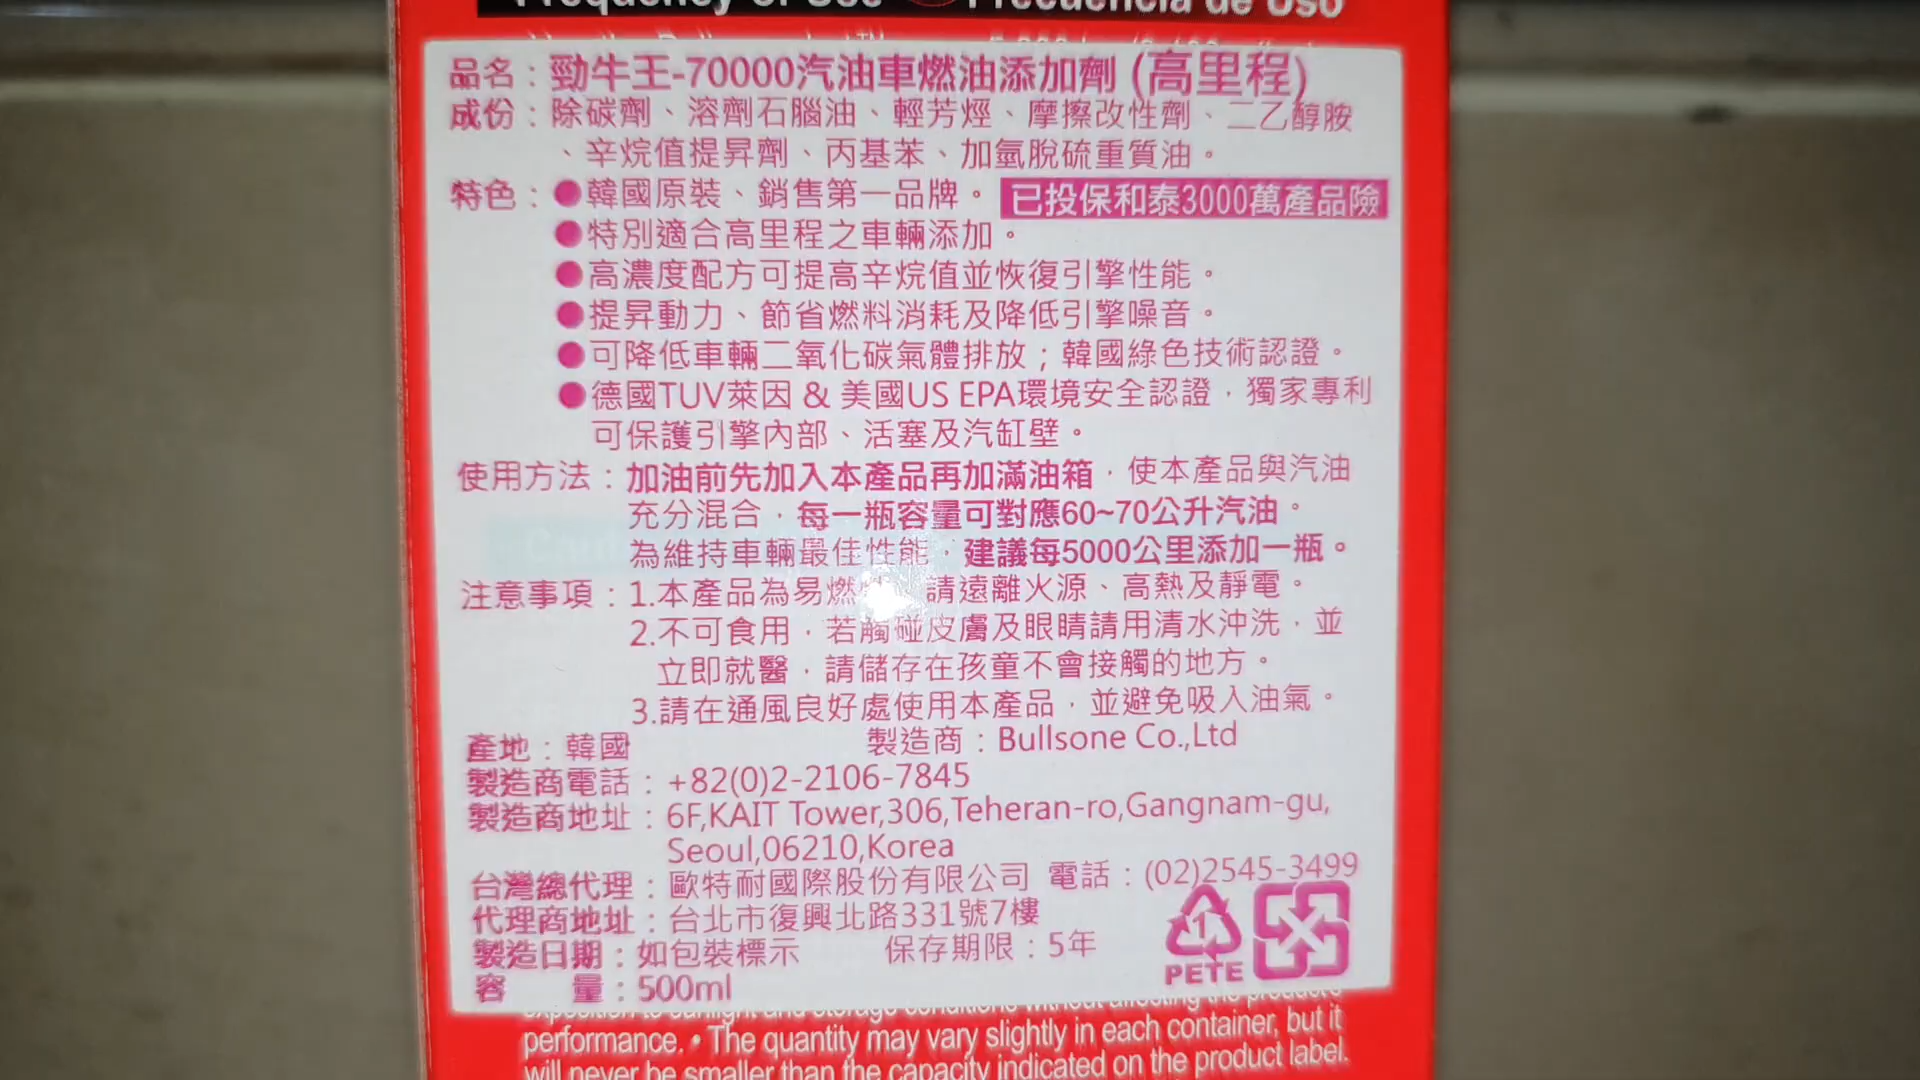 Frequency of Use Frecuencia de Uso
品名：勁牛王-70000汽油車燃油添加劑 (高里程)
成份：除碳劑、溶劑石腦油、輕芳烴、摩擦改性劑、二乙醇胺
、辛烷值提昇劑、丙基苯、加氫脫硫重質油。
特色：●韓國原裝、銷售第一品牌。 已投保和泰3000萬產品險
●特別適合高里程之車輛添加。
●高濃度配方可提高辛烷值並恢復引擎性能。
●提昇動力、節省燃料消耗及降低引擎噪音。
●可降低車輛二氧化碳氣體排放；韓國綠色技術認證。
●德國TUV萊因 & 美國US EPA環境安全認證，獨家專利
可保護引擎內部、活塞及汽缸壁。
使用方法：加油前先加入本產品再加滿油箱，使本產品與汽油
充分混合，每一瓶容量可對應60~70公升汽油。
為維持車輛最佳性能，建議每5000公里添加一瓶。
注意事項：1.本產品為易燃 請遠離火源、高熱及靜電。
2.不可食用，若觸碰皮膚及眼睛請用清水沖洗，並
立即就醫，請儲存在孩童不會接觸的地方。
3.請在通風良好處使用本產品，並避免吸入油氣。
產地：韓國 製造商：Bullsone Co.,Ltd
製造商電話：+82(0)2-2106-7845
製造商地址：6F,KAIT Tower,306,Teheran-ro,Gangnam-gu,
Seoul,06210,Korea
台灣總代理：歐特耐國際股份有限公司 電話：(02)2545-3499
代理商地址：台北市復興北路331號7樓
製造日期：如包裝標示 保存期限：5年
容 量：500ml
1
PETE
performance. • The quantity may vary slightly in each container, but it
will never be smaller than the capacity indicated on the product label.